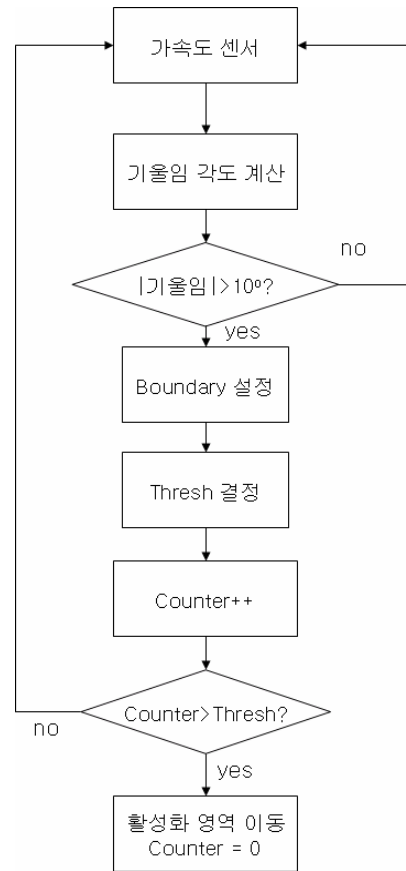 가속도 센서
기울임 각도 계산
|기울임|>10º?
no
yes
Boundary 설정
Thresh 결정
Counter++
Counter>Thresh?
no
yes
활성화 영역 이동
Counter = 0